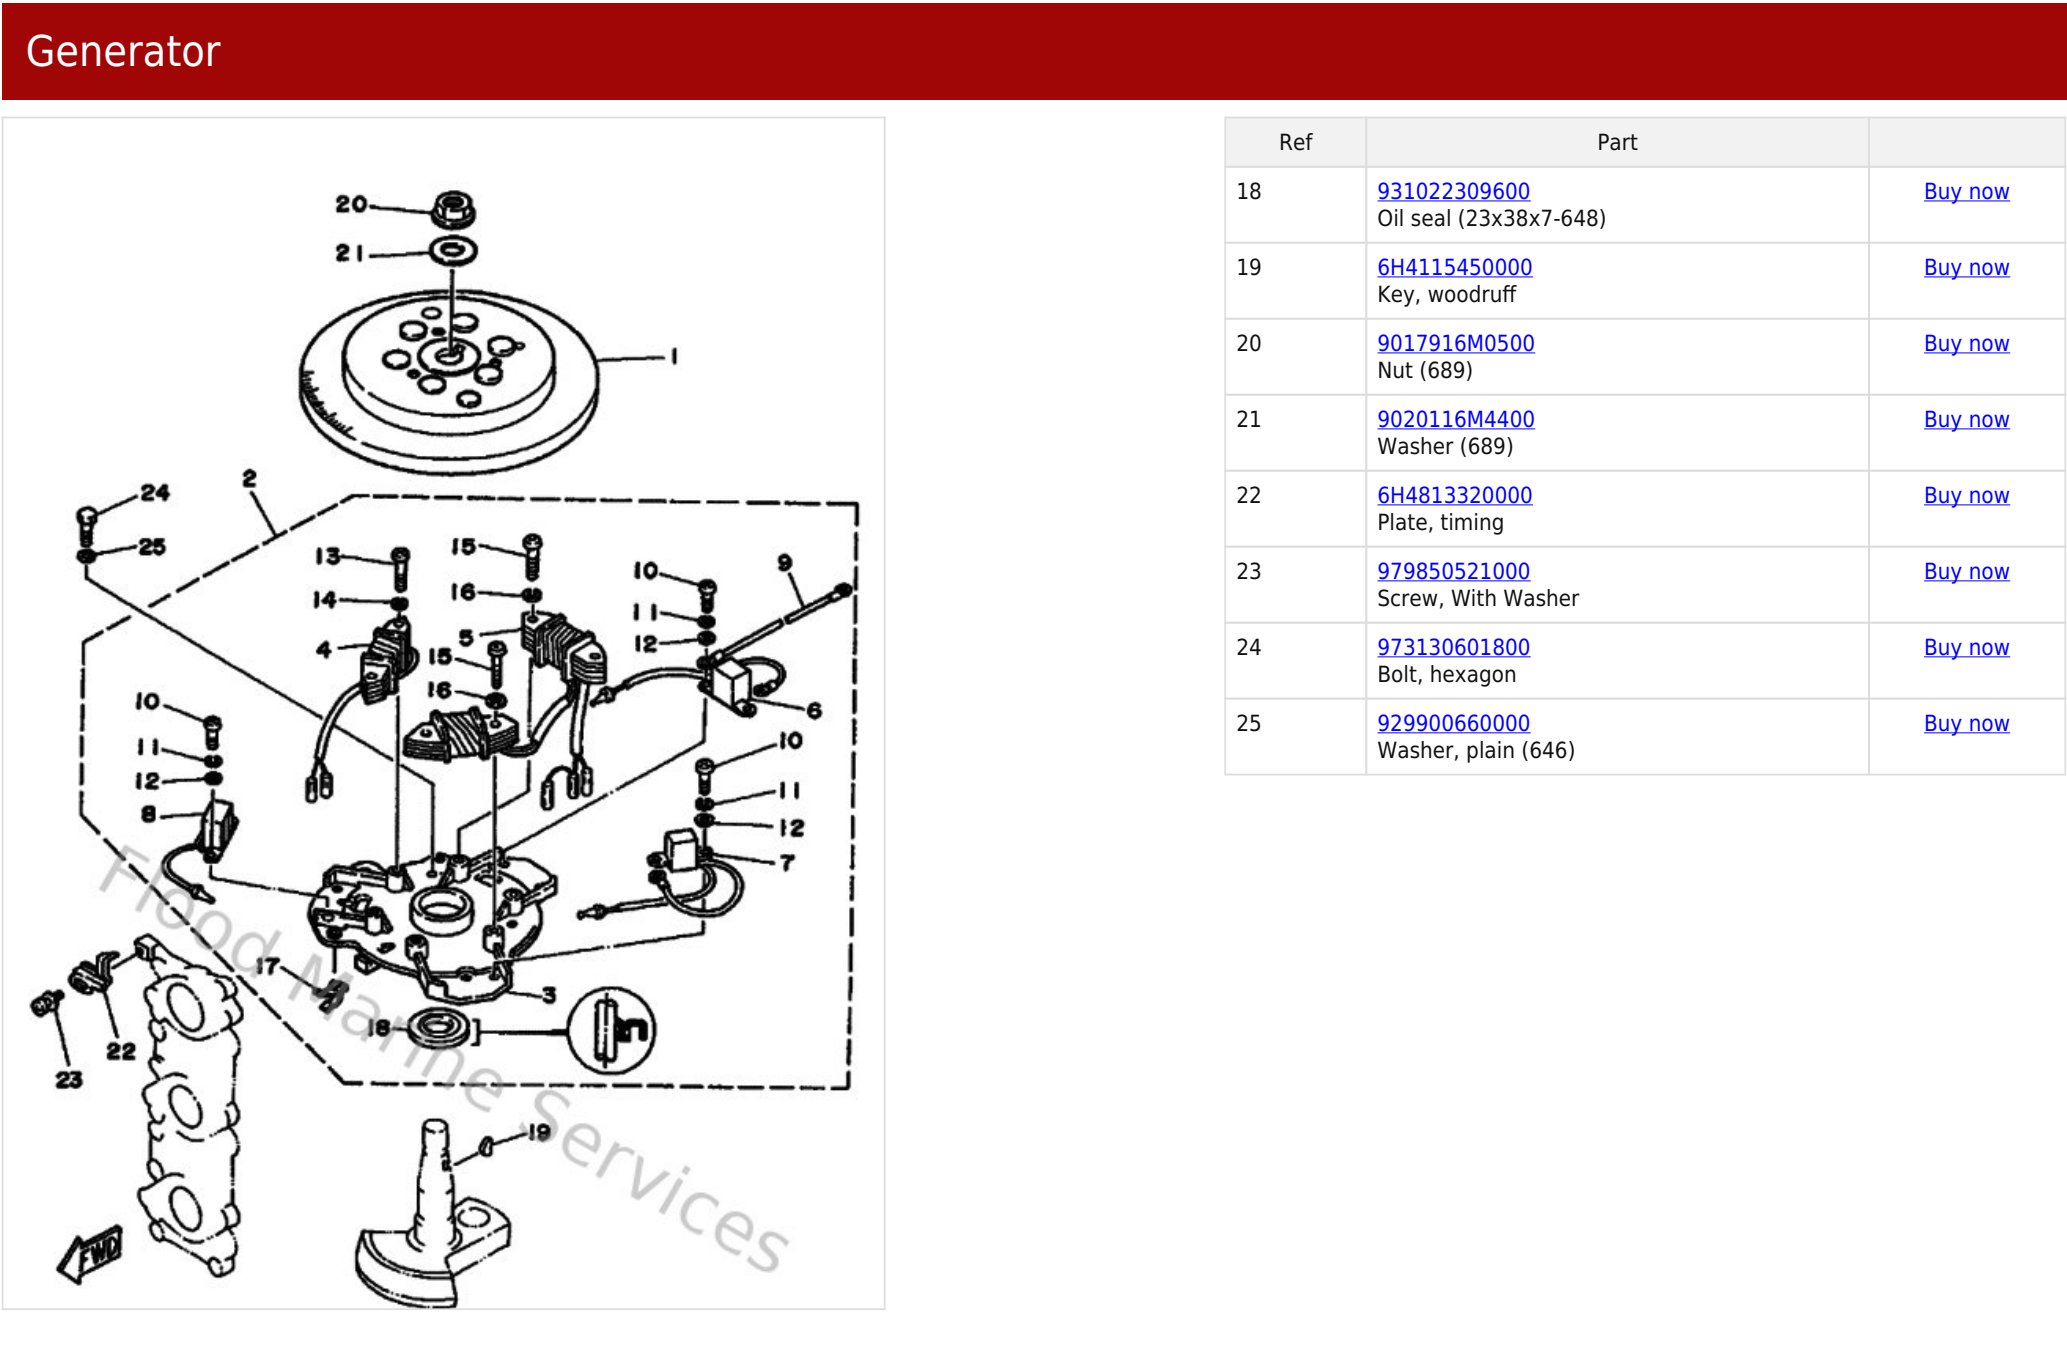 Generator
20
21
1
2
24
25
13
15
10
9
14
16
11
5
12
4
15
16
6
10
10
11
12
11
8
12
7
17
3
18
22
23
19
FWD
Flood Marine Services
Ref Part
18 931022309600 Buy now
Oil seal (23x38x7-648)
19 6H4115450000 Buy now
Key, woodruff
20 9017916M0500 Buy now
Nut (689)
21 9020116M4400 Buy now
Washer (689)
22 6H4813320000 Buy now
Plate, timing
23 979850521000 Buy now
Screw, With Washer
24 973130601800 Buy now
Bolt, hexagon
25 929900660000 Buy now
Washer, plain (646)